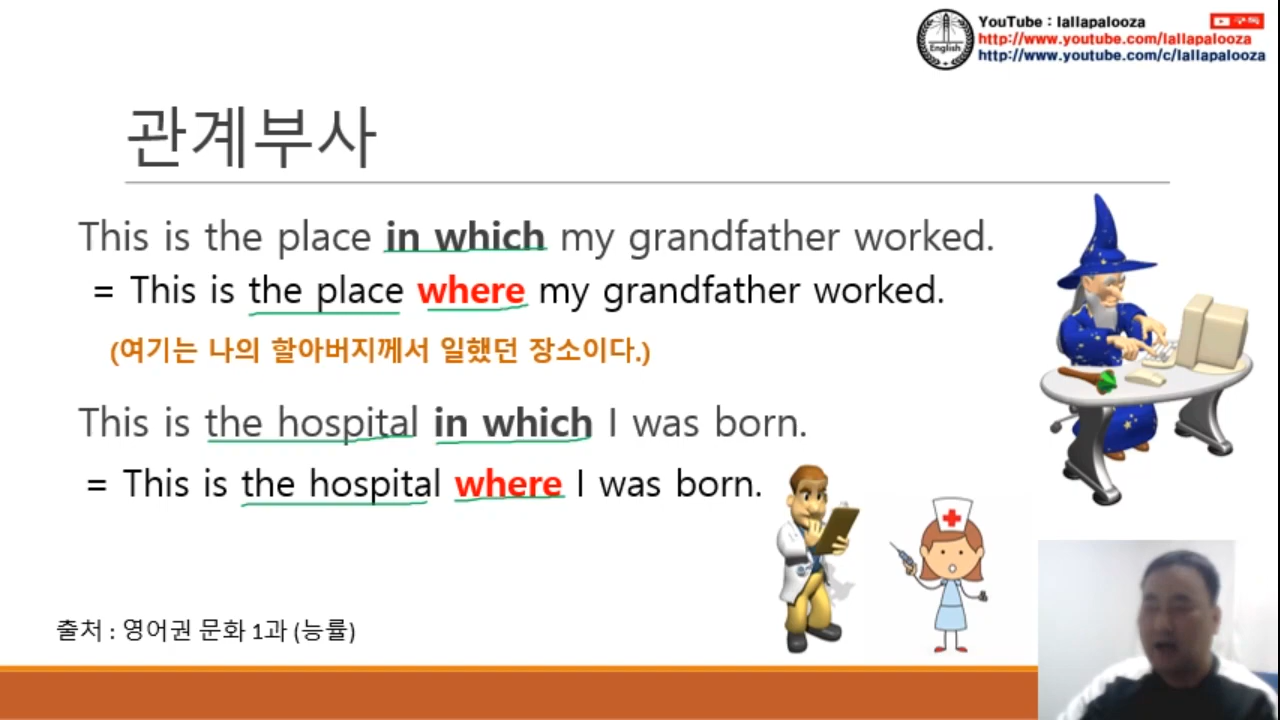 YouTube : lallapalooza
구독
http://www.youtube.com/lallapalooza
English
http://www.youtube.com/c/lallapalooza
관계부사
This is the place in which my grandfather worked.
= This is the place where my grandfather worked.
(여기는 나의 할아버지께서 일했던 장소이다.)
This is the hospital in which I was born.
= This is the hospital where I was born.
출처 : 영어권 문화 1과 (능률)